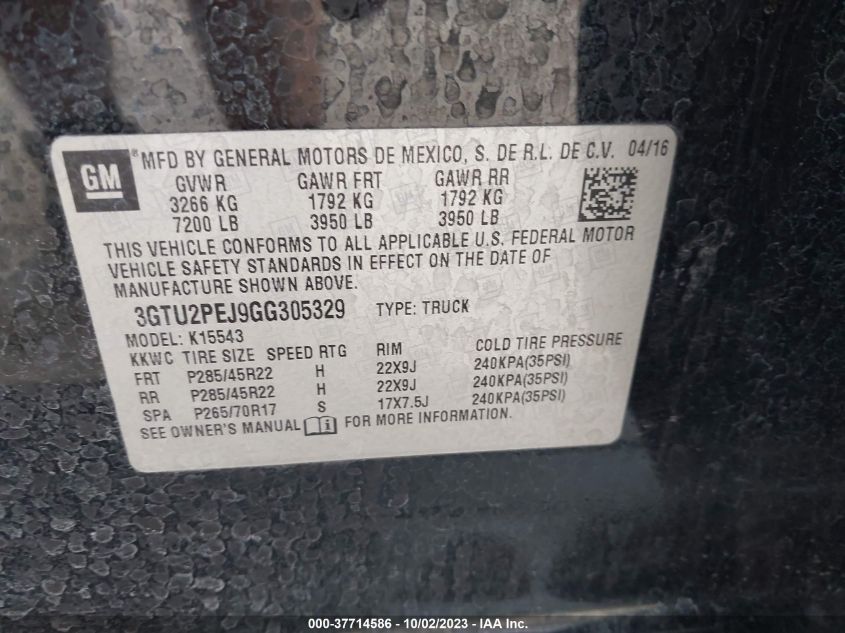 GM ® MFD BY GENERAL MOTORS DE MEXICO, S. DE R.L. DE C.V. 04/16
GVWR GAWR FRT GAWR RR
3266 KG 1792 KG 1792 KG
7200 LB 3950 LB 3950 LB
THIS VEHICLE CONFORMS TO ALL APPLICABLE U.S. FEDERAL MOTOR
VEHICLE SAFETY STANDARDS IN EFFECT ON THE DATE OF
MANUFACTURE SHOWN ABOVE.
3GTU2PEJ9GG305329 TYPE: TRUCK
MODEL: K15543
KKWC TIRE SIZE SPEED RTG RIM COLD TIRE PRESSURE
FRT P285/45R22 H 22X9J 240KPA(35PSI)
RR P285/45R22 H 22X9J 240KPA(35PSI)
SPA P265/70R17 S 17X7.5J 240KPA(35PSI)
SEE OWNER'S MANUAL i FOR MORE INFORMATION.
000-37714586 - 10/02/2023 - IAA Inc.